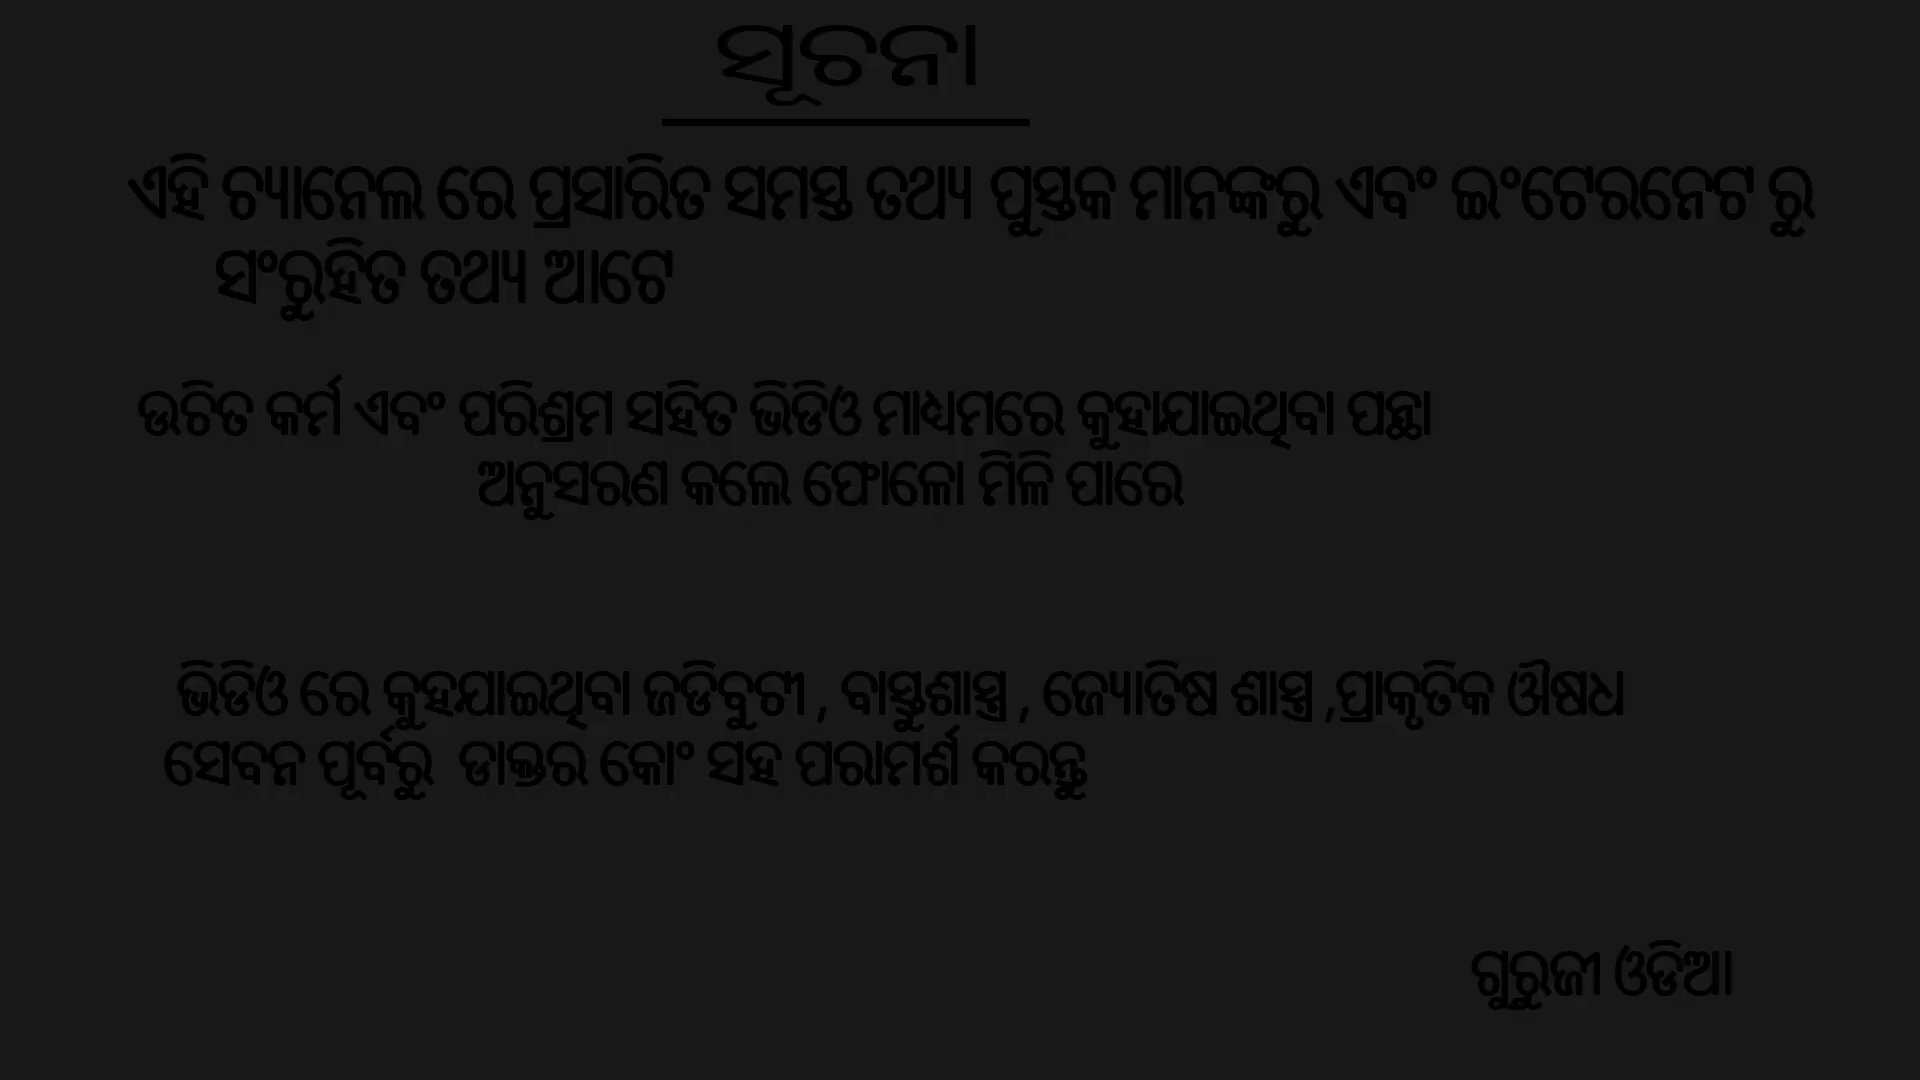 ସୂଚନା
ଏହି ଚ୍ୟାନେଲ ରେ ପ୍ରସାରିତ ସମସ୍ତ ତଥ୍ୟ ପୁସ୍ତକ ମାନଙ୍କରୁ ଏବଂ ଇଂଟେରନେଟ ରୁ
ସଂରୁହିତ ତଥ୍ୟ ଆଟେ
ଉଚିତ କର୍ମ ଏବଂ ପରିଶ୍ରମ ସହିତ ଭିଡିଓ ମାଧ୍ୟମରେ କୁହାଯାଇଥିବା ପନ୍ଥା
ଅନୁସରଣ କଲେ ଫୋଳୋ ମିଳି ପାରେ
ଭିଡିଓ ରେ କୁହଯାଇଥିବା ଜଡିବୁଟୀ , ବାସ୍ତୁଶାସ୍ତ୍ର , ଜ୍ୟୋତିଷ ଶାସ୍ତ୍ର ,ପ୍ରାକୃତିକ ଔଷଧ
ସେବନ ପୂର୍ବରୁ ଡାକ୍ତର କୋଂ ସହ ପରାମର୍ଶ କରନ୍ତୁ
ଗୁରୁଜୀ ଓଡିଆ